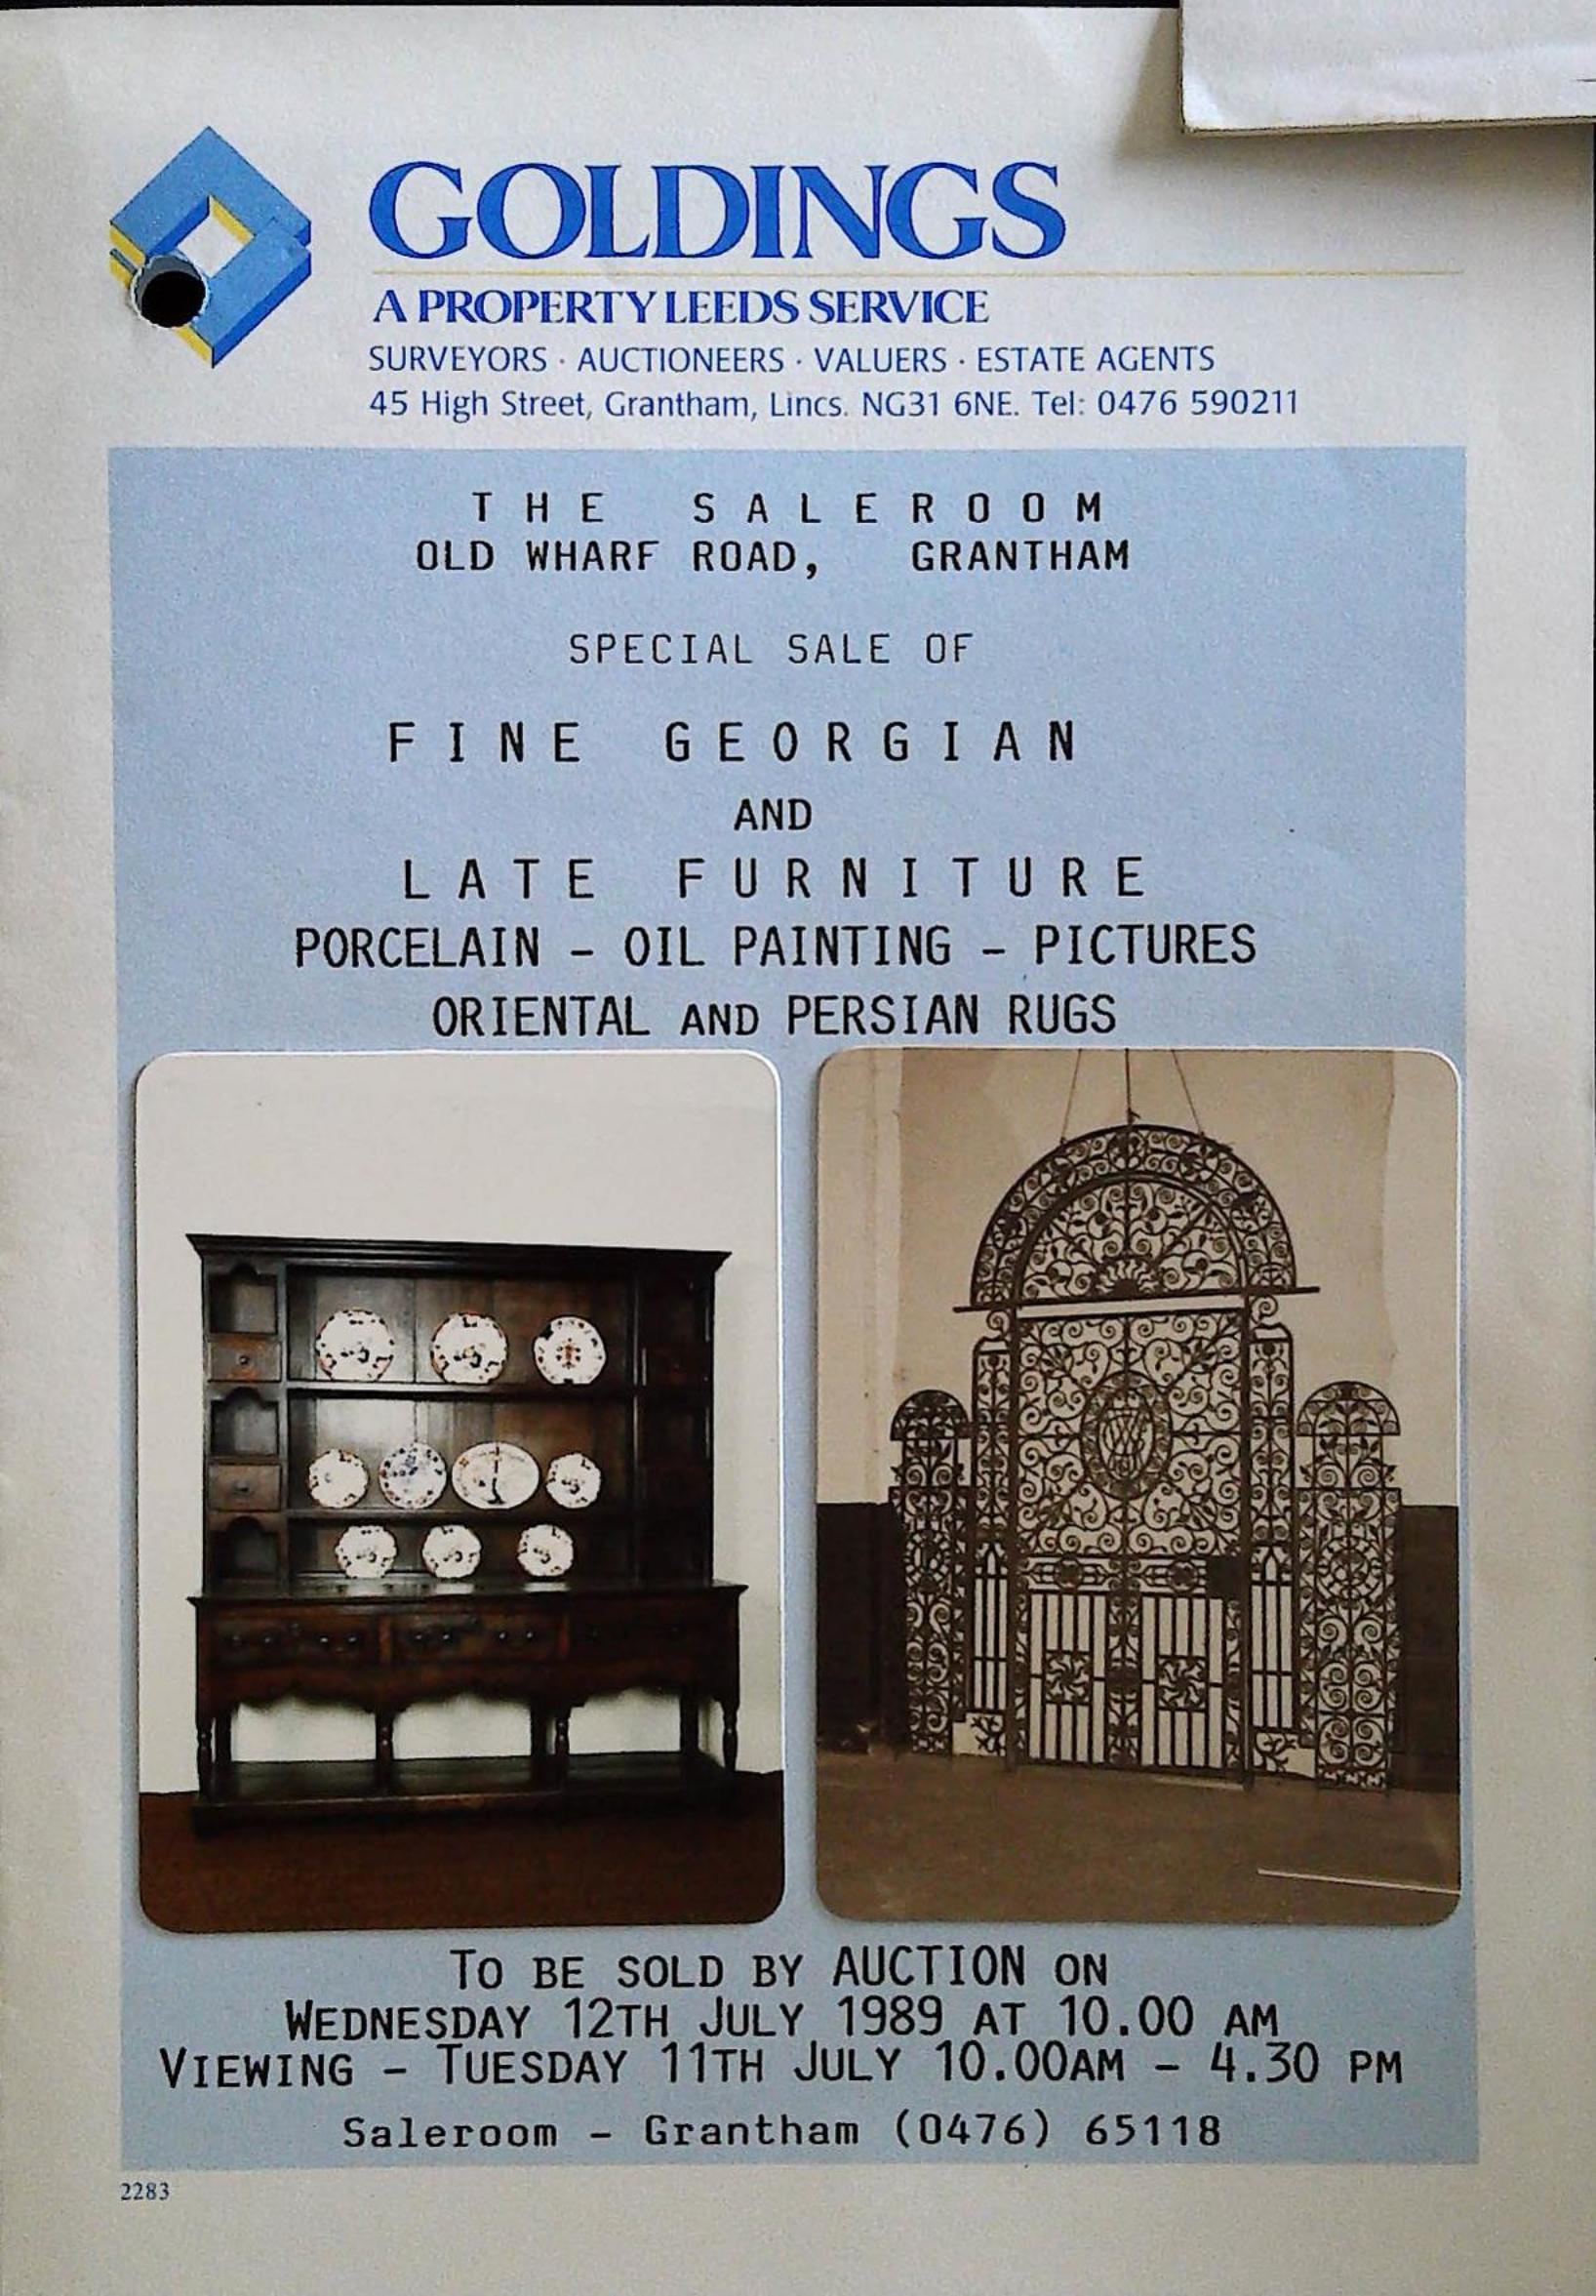 GOLDINGS
A PROPERTY LEEDS SERVICE
SURVEYORS · AUCTIONEERS · VALUERS · ESTATE AGENTS
45 High Street, Grantham, Lincs. NG31 6NE. Tel: 0476 590211
THE SALEROOM
OLD WHARF ROAD, GRANTHAM
SPECIAL SALE OF
FINE GEORGIAN
AND
LATE FURNITURE
PORCELAIN – OIL PAINTING – PICTURES
ORIENTAL AND PERSIAN RUGS
TO BE SOLD BY AUCTION ON
WEDNESDAY 12TH JULY 1989 AT 10.00 AM
VIEWING – TUESDAY 11TH JULY 10.00AM – 4.30 PM
Saleroom – Grantham (0476) 65118
2283